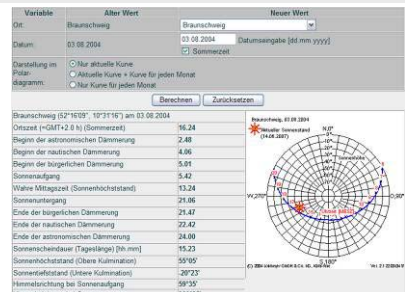 Variable Alter Wert Neuer Wert
Ort: Braunschweig Braunschweig
Datum: 03.08.2004 03.08.2004 Datumseingabe [dd.mm.yyyy]
Sommerzeit
Darstellung im Polar-diagramm:
Nur aktuelle Kurve
Aktuelle Kurve + Kurve für jeden Monat
Nur Kurve für jeden Monat
Berechnen Zurücksetzen
Braunschweig (52°16'09", 10°31'16") am 03.08.2004
Ortszeit (=GMT+2.0 h) (Sommerzeit) 16.24
Beginn der astronomischen Dämmerung 2.48
Beginn der nautischen Dämmerung 4.06
Beginn der bürgerlichen Dämmerung 5.01
Sonnenaufgang 5.42
Wahre Mittagszeit (Sonnenhöchststand) 13.24
Sonnenuntergang 21.06
Ende der bürgerlichen Dämmerung 21.47
Ende der nautischen Dämmerung 22.42
Ende der astronomischen Dämmerung 24.00
Sonnenscheindauer (Tageslänge) [hh.mm] 15.23
Sonnenhöchststand (Obere Kulmination) 55°05'
Sonnentiefststand (Untere Kulmination) -20°23'
Himmelsrichtung bei Sonnenaufgang 59°35'
Braunschweig, 03.08.2004
Aktueller Sonnenstand
N,0°
Sonnenhöhe
W,270°
O,90°
S,180°